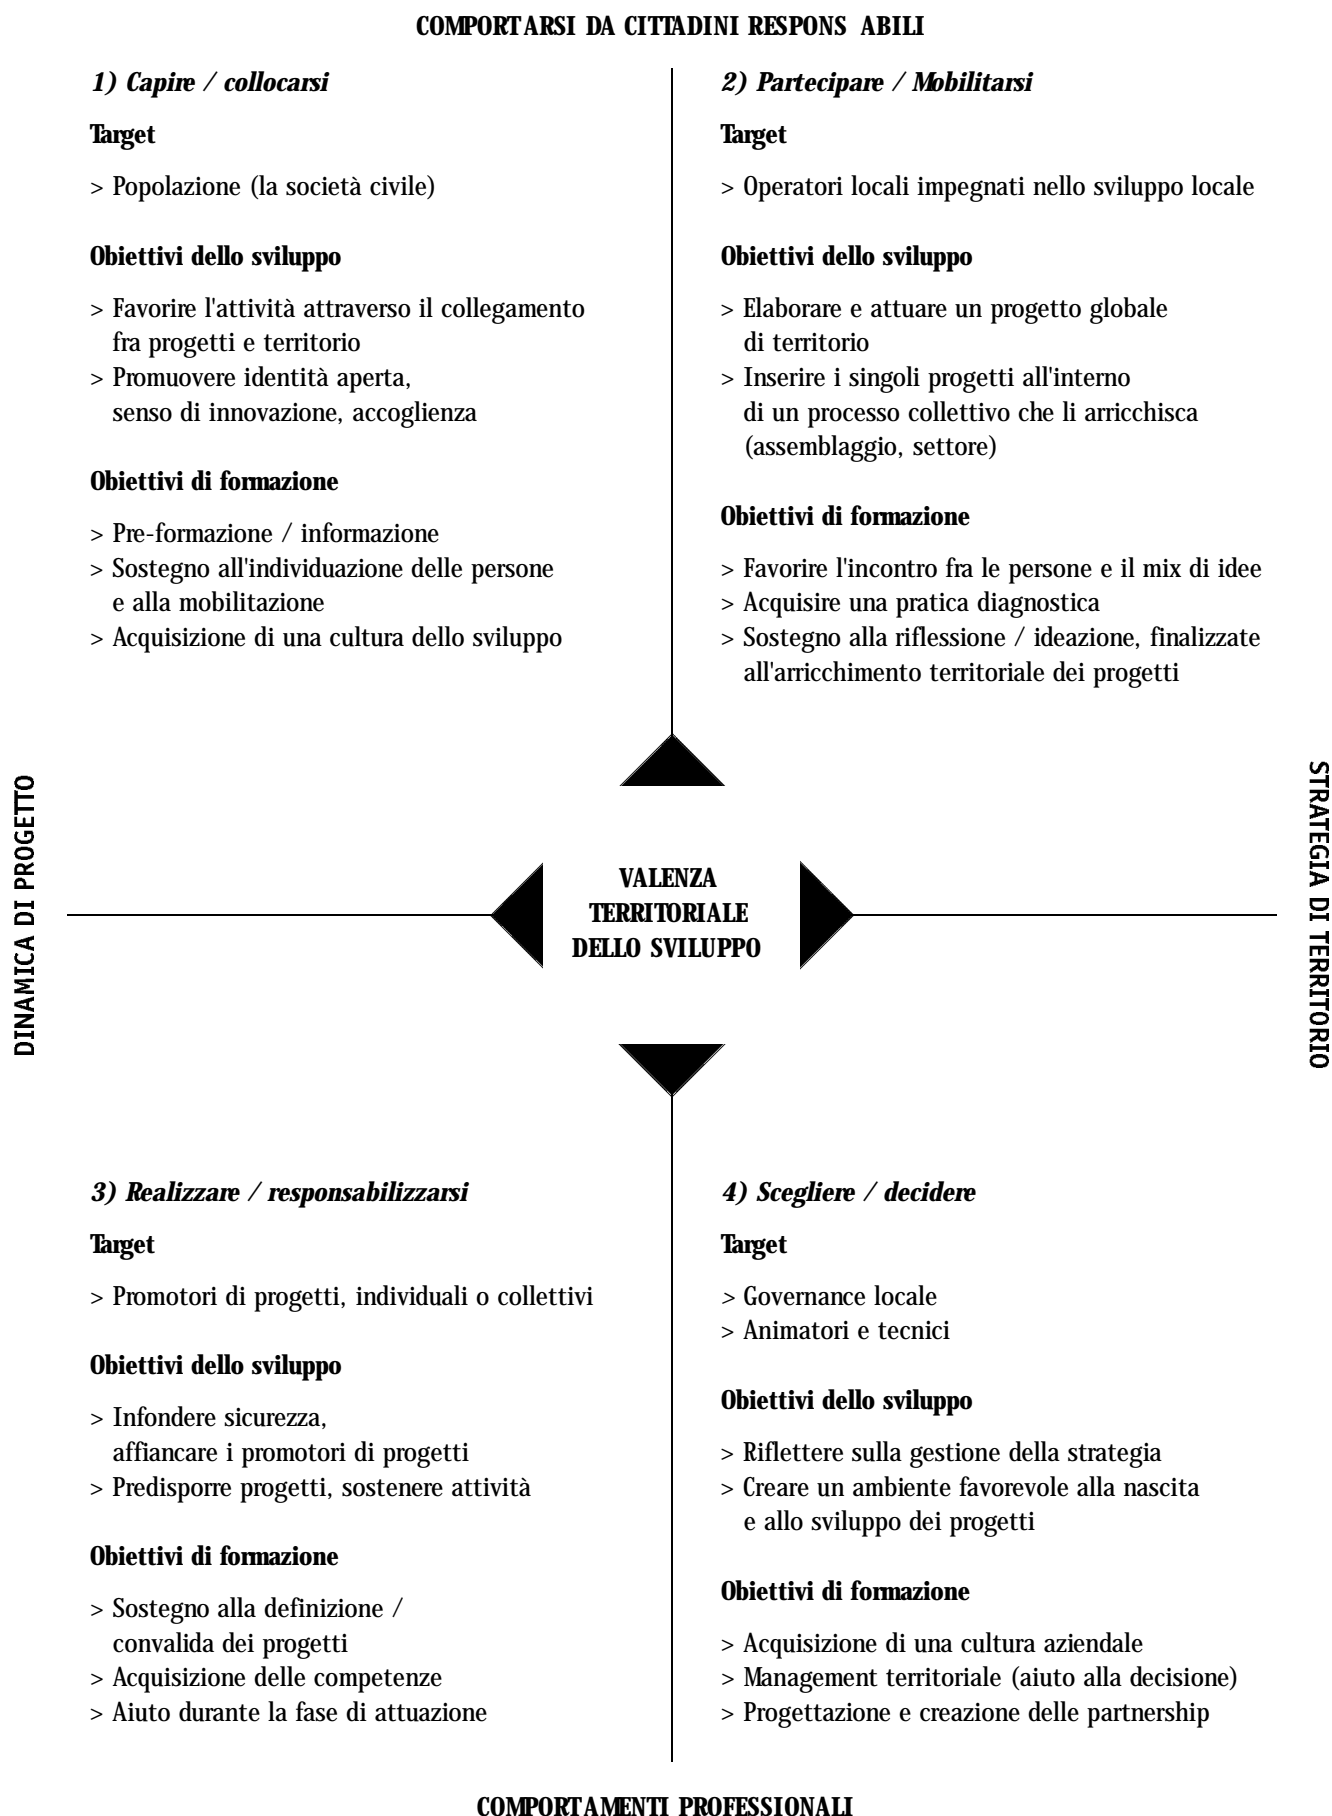 COMPORTARSI DA CITTADINI RESPONS ABILI
1) Capire / collocarsi
Target
> Popolazione (la società civile)
Obiettivi dello sviluppo
> Favorire l'attività attraverso il collegamento
fra progetti e territorio
> Promuovere identità aperta,
senso di innovazione, accoglienza
Obiettivi di formazione
> Pre-formazione / informazione
> Sostegno all'individuazione delle persone
e alla mobilitazione
> Acquisizione di una cultura dello sviluppo
2) Partecipare / Mobilitarsi
Target
> Operatori locali impegnati nello sviluppo locale
Obiettivi dello sviluppo
> Elaborare e attuare un progetto globale
di territorio
> Inserire i singoli progetti all'interno
di un processo collettivo che li arricchisca
(assemblaggio, settore)
Obiettivi di formazione
> Favorire l'incontro fra le persone e il mix di idee
> Acquisire una pratica diagnostica
> Sostegno alla riflessione / ideazione, finalizzate
all'arricchimento territoriale dei progetti
DINAMICA DI PROGETTO
VALENZA
TERRITORIALE
DELLO SVILUPPO
STRATEGIA DI TERRITORIO
3) Realizzare / responsabilizzarsi
Target
> Promotori di progetti, individuali o collettivi
Obiettivi dello sviluppo
> Infondere sicurezza,
affiancare i promotori di progetti
> Predisporre progetti, sostenere attività
Obiettivi di formazione
> Sostegno alla definizione /
convalida dei progetti
> Acquisizione delle competenze
> Aiuto durante la fase di attuazione
4) Scegliere / decidere
Target
> Governance locale
> Animatori e tecnici
Obiettivi dello sviluppo
> Riflettere sulla gestione della strategia
> Creare un ambiente favorevole alla nascita
e allo sviluppo dei progetti
Obiettivi di formazione
> Acquisizione di una cultura aziendale
> Management territoriale (aiuto alla decisione)
> Progettazione e creazione delle partnership
COMPORTAMENTI PROFESSIONALI